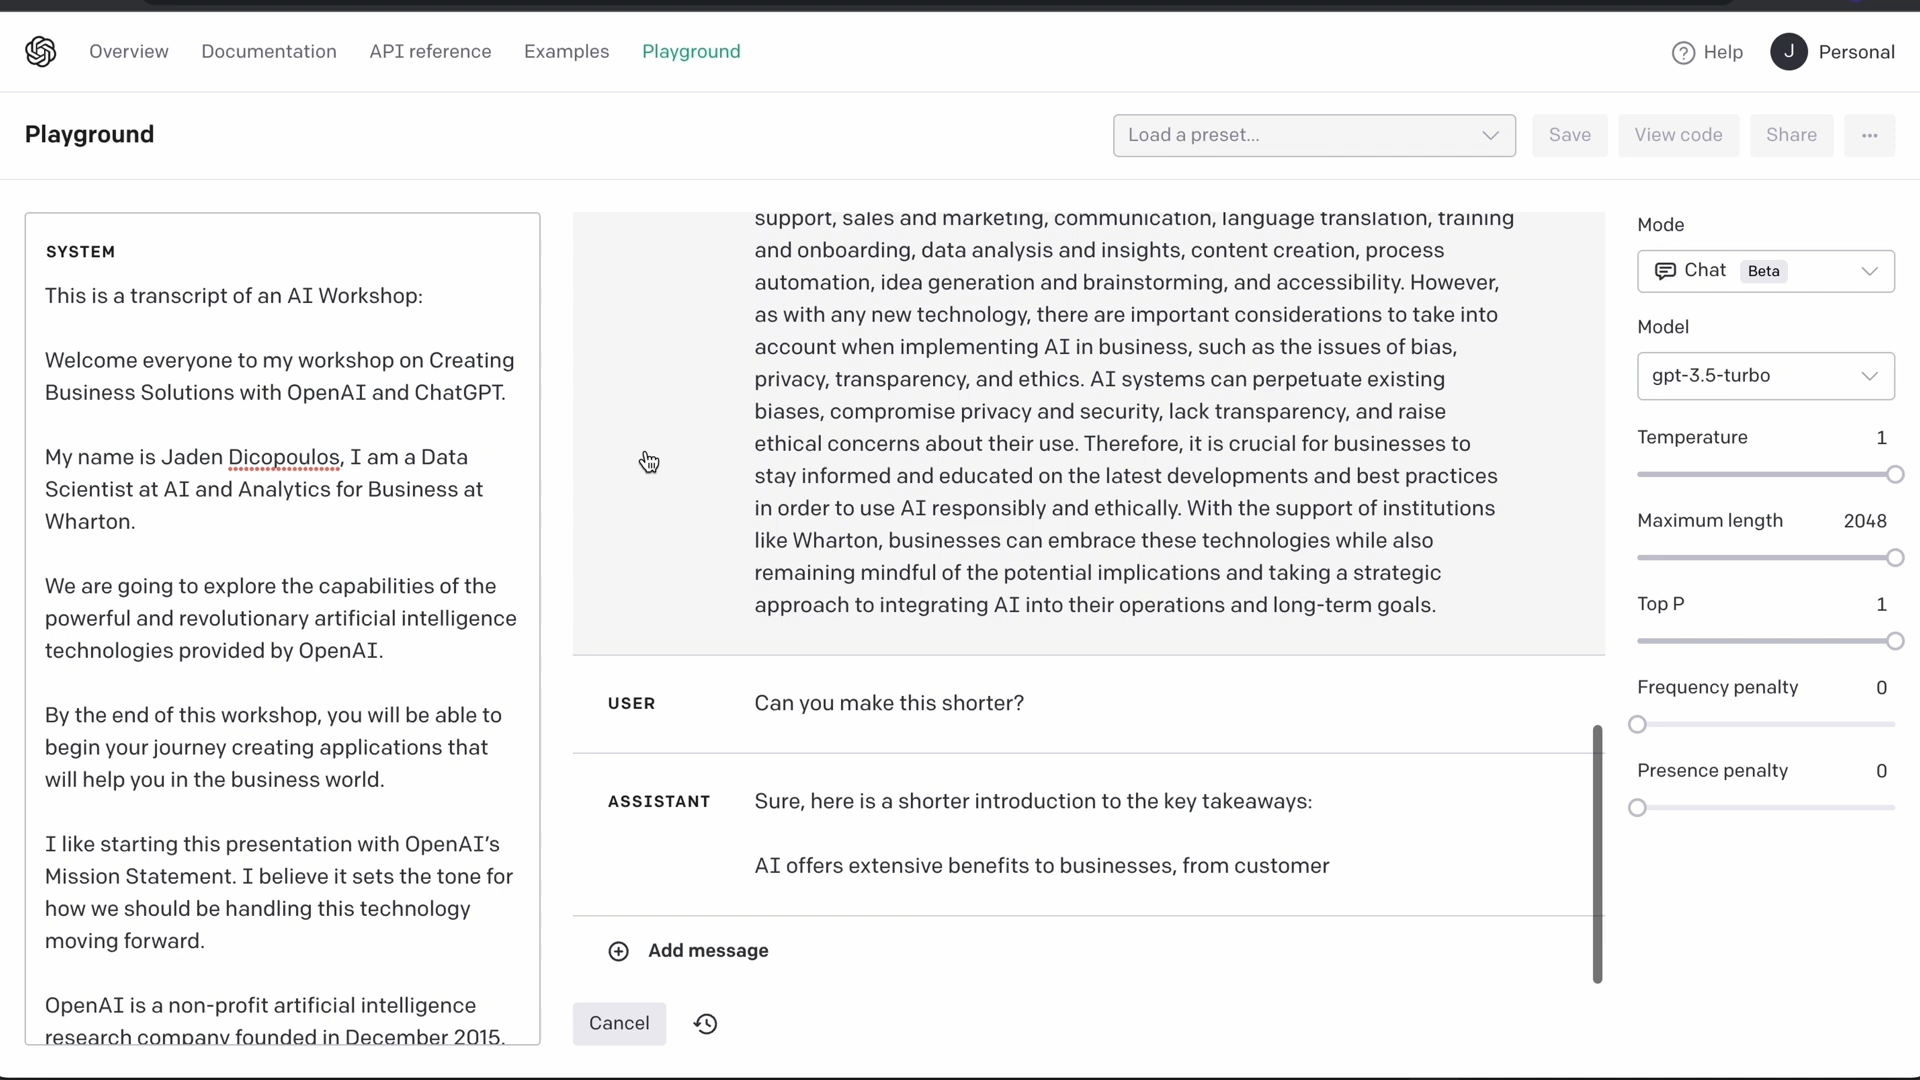 Overview Documentation API reference Examples Playground Help J Personal
Playground Load a preset... Save View code Share ...
SYSTEM
This is a transcript of an AI Workshop:
Welcome everyone to my workshop on Creating
Business Solutions with OpenAI and ChatGPT.
My name is Jaden Dicopoulos, I am a Data
Scientist at AI and Analytics for Business at
Wharton.
We are going to explore the capabilities of the
powerful and revolutionary artificial intelligence
technologies provided by OpenAI.
By the end of this workshop, you will be able to
begin your journey creating applications that
will help you in the business world.
I like starting this presentation with OpenAI’s
Mission Statement. I believe it sets the tone for
how we should be handling this technology
moving forward.
OpenAI is a non-profit artificial intelligence
research company founded in December 2015.
support, sales and marketing, communication, language translation, training
and onboarding, data analysis and insights, content creation, process
automation, idea generation and brainstorming, and accessibility. However,
as with any new technology, there are important considerations to take into
account when implementing AI in business, such as the issues of bias,
privacy, transparency, and ethics. AI systems can perpetuate existing
biases, compromise privacy and security, lack transparency, and raise
ethical concerns about their use. Therefore, it is crucial for businesses to
stay informed and educated on the latest developments and best practices
in order to use AI responsibly and ethically. With the support of institutions
like Wharton, businesses can embrace these technologies while also
remaining mindful of the potential implications and taking a strategic
approach to integrating AI into their operations and long-term goals.
USER Can you make this shorter?
ASSISTANT Sure, here is a shorter introduction to the key takeaways:
AI offers extensive benefits to businesses, from customer
Add message
Cancel
Mode
Chat Beta
Model
gpt-3.5-turbo
Temperature 1
Maximum length 2048
Top P 1
Frequency penalty 0
Presence penalty 0